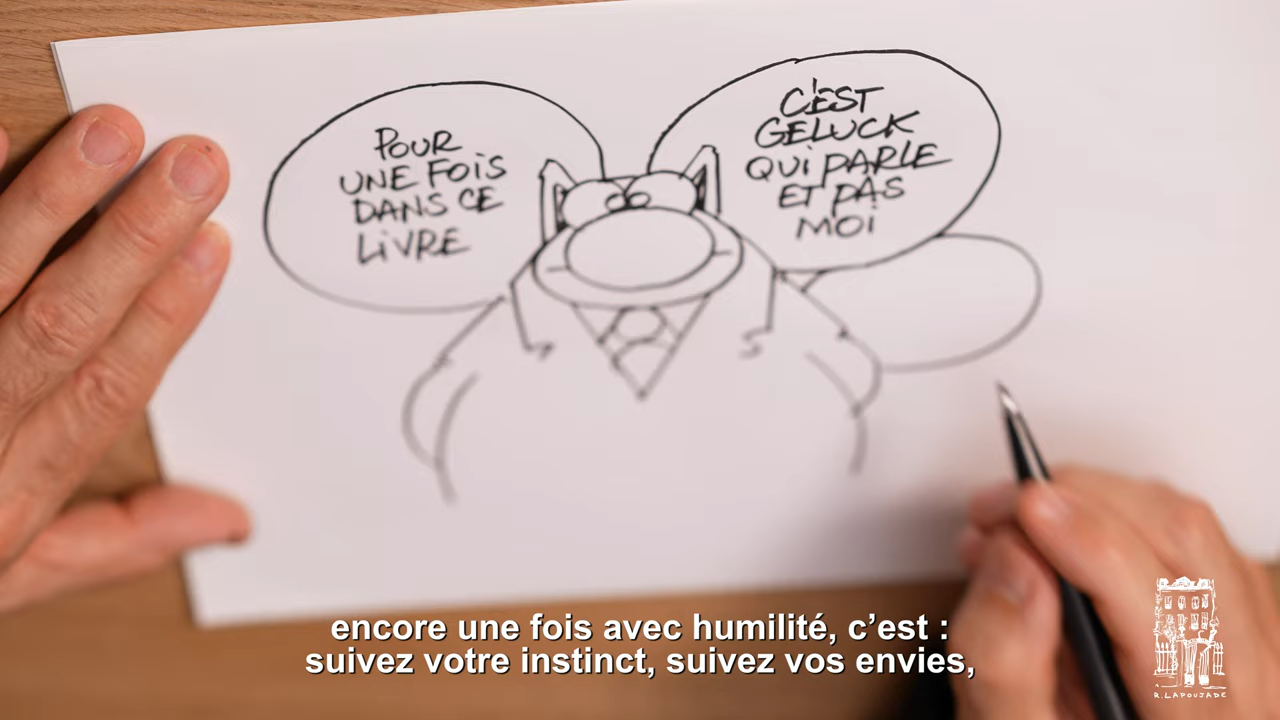 POUR
UNE FOIS
DANS CE
LIVRE
C'EST
GELUCK
QUI PARLE
ET PAS
MOI
encore une fois avec humilité, c’est :
suivez votre instinct, suivez vos envies,
R. LAPOUJADE